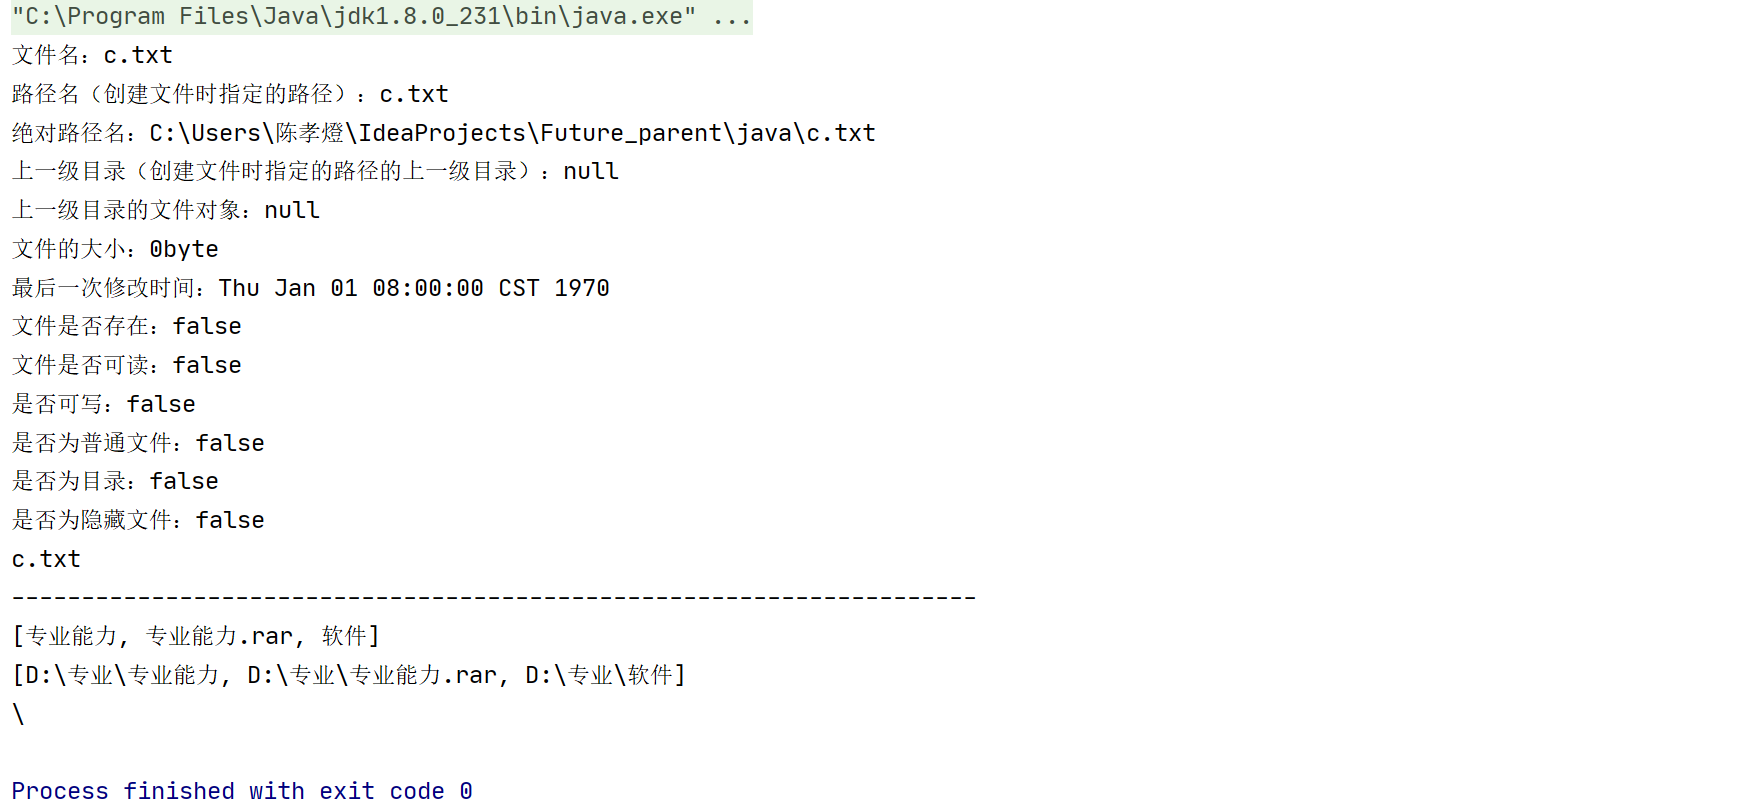 "C:\Program Files\Java\jdk1.8.0_231\bin\java.exe" ...
文件名：c.txt
路径名（创建文件时指定的路径）：c.txt
绝对路径名：C:\Users\陈孝燈\IdeaProjects\Future_parent\java\c.txt
上一级目录（创建文件时指定的路径的上一级目录）：null
上一级目录的文件对象：null
文件的大小：0byte
最后一次修改时间：Thu Jan 01 08:00:00 CST 1970
文件是否存在：false
文件是否可读：false
是否可写：false
是否为普通文件：false
是否为目录：false
是否为隐藏文件：false
c.txt
---------------------------------------------------------------------
[专业能力, 专业能力.rar, 软件]
[D:\专业\专业能力, D:\专业\专业能力.rar, D:\专业\软件]
\
Process finished with exit code 0